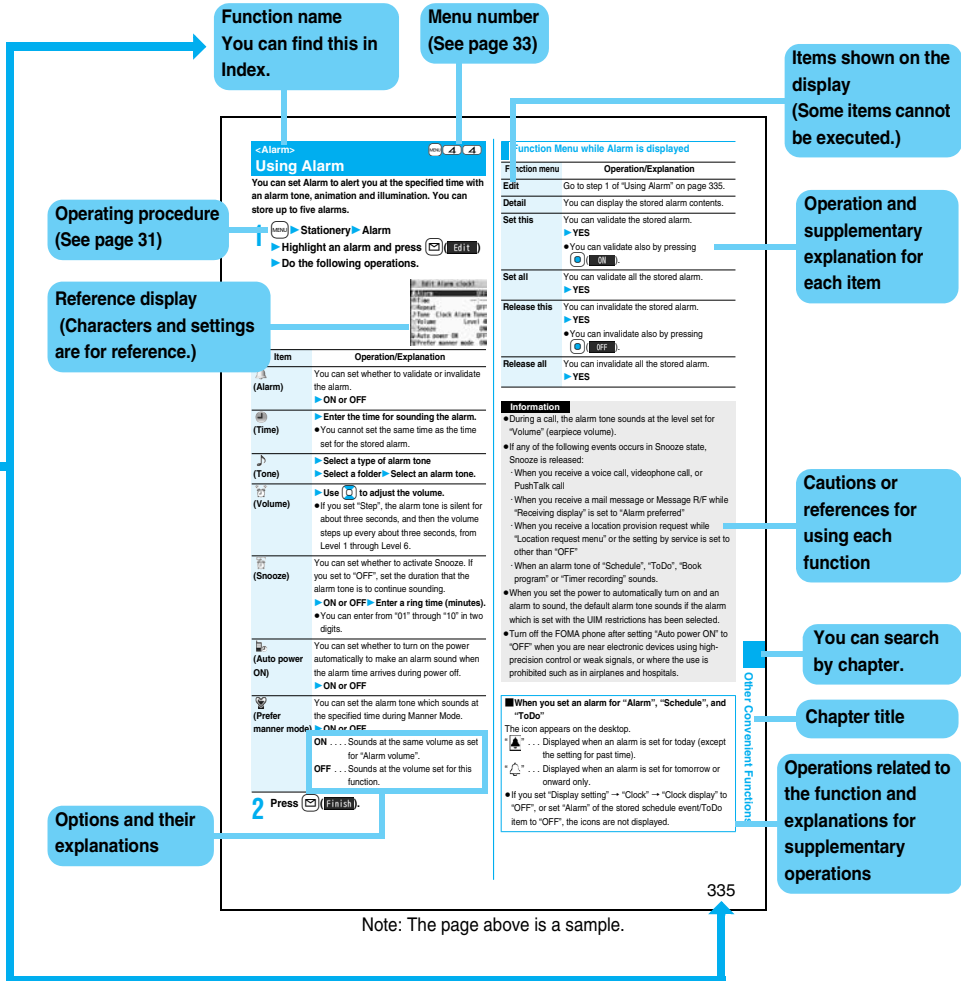 Function name
You can find this in
Index.
Menu number
(See page 33)
Items shown on the
display
(Some items cannot
be executed.)
Operating procedure
(See page 31)
Reference display
(Characters and settings
are for reference.)
Options and their
explanations
<Alarm>
MENU 4 4
Using Alarm
You can set Alarm to alert you at the specified time with
an alarm tone, animation and illumination. You can
store up to five alarms.
1 MENU ▶Stationery▶Alarm
▶Highlight an alarm and press (Edit)
▶Do the following operations.
Edit Alarm clock1
Alarm OFF
Time --:--
Repeat OFF
Tone Clock Alarm Tone
Volume Level 4
Snooze ON
Auto power ON OFF
Prefer manner mode ON
Item Operation/Explanation
(Alarm) You can set whether to validate or invalidate
the alarm.
▶ON or OFF
(Time) ▶Enter the time for sounding the alarm.
●You cannot set the same time as the time
set for the stored alarm.
(Tone) ▶Select a type of alarm tone
▶Select a folder▶Select an alarm tone.
(Volume) ▶Use to adjust the volume.
●If you set “Step”, the alarm tone is silent for
about three seconds, and then the volume
steps up every about three seconds, from
Level 1 through Level 6.
(Snooze) You can set whether to activate Snooze. If
you set to “OFF”, set the duration that the
alarm tone is to continue sounding.
▶ON or OFF▶Enter a ring time (minutes).
●You can enter from “01” through “10” in two
digits.
(Auto power ON) You can set whether to turn on the power
automatically to make an alarm sound when
the alarm time arrives during power off.
▶ON or OFF
(Prefer manner mode) You can set the alarm tone which sounds at
the specified time during Manner Mode.
▶ON or OFF
ON . . . . Sounds at the same volume as set
for “Alarm volume”.
OFF . . . Sounds at the volume set for this
function.
2 Press (Finish).
Function Menu while Alarm is displayed
Function menu Operation/Explanation
Edit Go to step 1 of “Using Alarm” on page 335.
Detail You can display the stored alarm contents.
Set this You can validate the stored alarm.
▶YES
●You can validate also by pressing
(ON).
Set all You can validate all the stored alarm.
▶YES
Release this You can invalidate the stored alarm.
▶YES
●You can invalidate also by pressing
(OFF).
Release all You can invalidate all the stored alarm.
▶YES
Information
●During a call, the alarm tone sounds at the level set for
“Volume” (earpiece volume).
●If any of the following events occurs in Snooze state,
Snooze is released:
· When you receive a voice call, videophone call, or
PushTalk call
· When you receive a mail message or Message R/F while
“Receiving display” is set to “Alarm preferred”
· When you receive a location provision request while
“Location request menu” or the setting by service is set to
other than “OFF”
· When an alarm tone of “Schedule”, “ToDo”, “Book
program” or “Timer recording” sounds.
●When you set the power to automatically turn on and an
alarm to sound, the default alarm tone sounds if the alarm
which is set with the UIM restrictions has been selected.
●Turn off the FOMA phone after setting “Auto power ON” to
“OFF” when you are near electronic devices using high-
precision control or weak signals, or where the use is
prohibited such as in airplanes and hospitals.
■When you set an alarm for “Alarm”, “Schedule”, and
“ToDo”
The icon appears on the desktop.
“ ” . . . Displayed when an alarm is set for today (except
the setting for past time).
“ ” . . . Displayed when an alarm is set for tomorrow or
onward only.
●If you set “Display setting” → “Clock” → “Clock display” to
“OFF”, or set “Alarm” of the stored schedule event/ToDo
item to “OFF”, the icons are not displayed.
Operation and
supplementary
explanation for
each item
Cautions or
references for
using each
function
You can search
by chapter.
Other Convenient Functions
Chapter title
Operations related to
the function and
explanations for
supplementary
operations
335
Note: The page above is a sample.